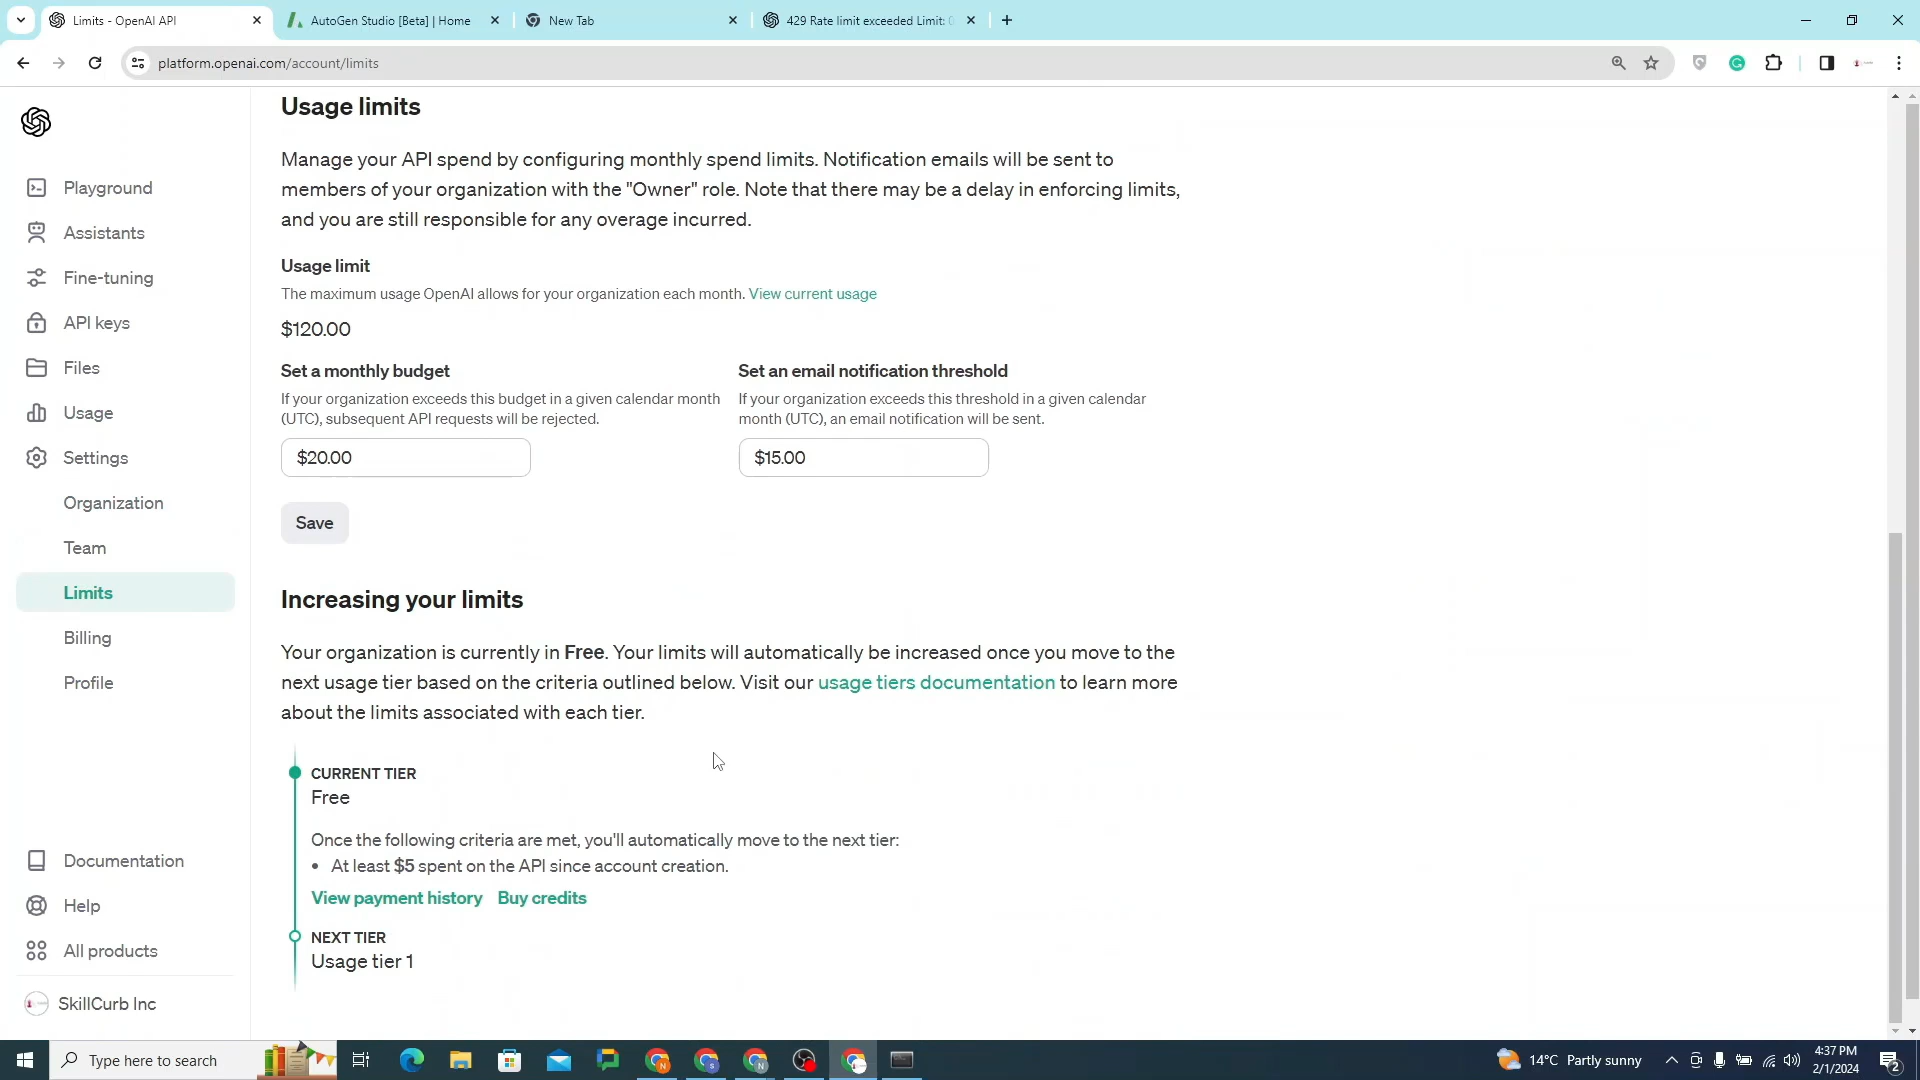 Limits - OpenAI API
AutoGen Studio [Beta] | Home
New Tab
429 Rate limit exceeded Limit: 0
platform.openai.com/account/limits
Playground
Assistants
Fine-tuning
API keys
Files
Usage
Settings
Organization
Team
Limits
Billing
Profile
Documentation
Help
All products
SkillCurb Inc
Usage limits
Manage your API spend by configuring monthly spend limits. Notification emails will be sent to
members of your organization with the "Owner" role. Note that there may be a delay in enforcing limits,
and you are still responsible for any overage incurred.
Usage limit
The maximum usage OpenAI allows for your organization each month. View current usage
$120.00
Set a monthly budget
If your organization exceeds this budget in a given calendar month
(UTC), subsequent API requests will be rejected.
$20.00
Set an email notification threshold
If your organization exceeds this threshold in a given calendar
month (UTC), an email notification will be sent.
$15.00
Save
Increasing your limits
Your organization is currently in Free. Your limits will automatically be increased once you move to the
next usage tier based on the criteria outlined below. Visit our usage tiers documentation to learn more
about the limits associated with each tier.
CURRENT TIER
Free
Once the following criteria are met, you'll automatically move to the next tier:
• At least $5 spent on the API since account creation.
View payment history Buy credits
NEXT TIER
Usage tier 1
Type here to search
14°C Partly sunny
4:37 PM
2/1/2024
2